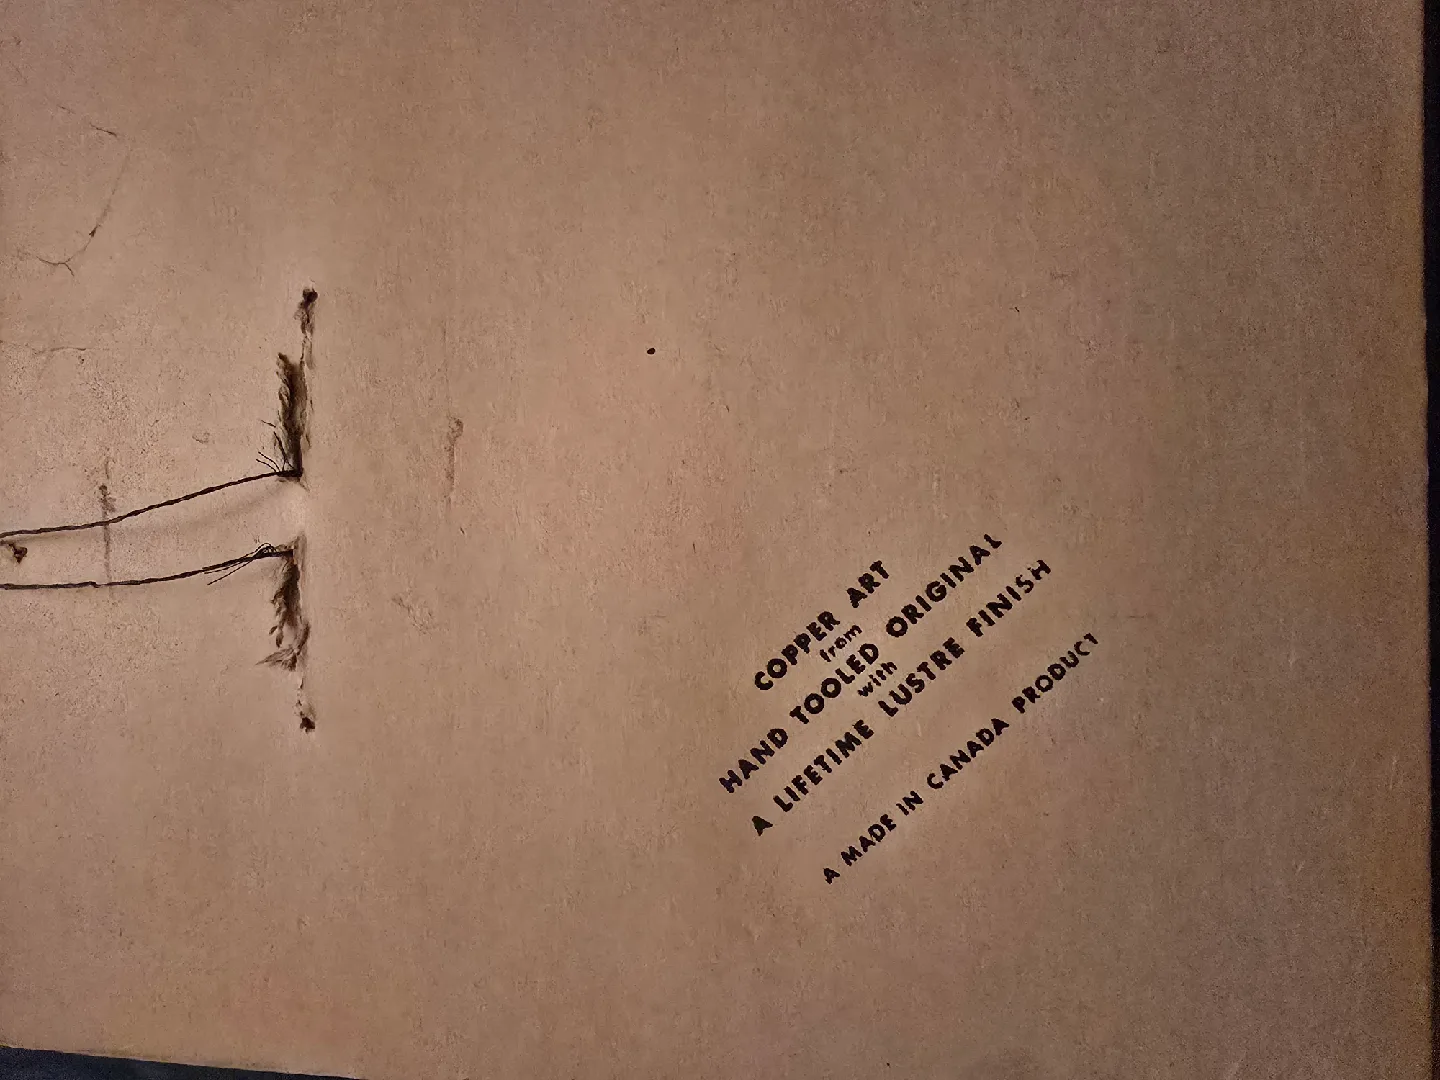 COPPER ART
from
HAND TOOLED ORIGINAL
with
A LIFETIME LUSTRE FINISH
A MADE IN CANADA PRODUCT